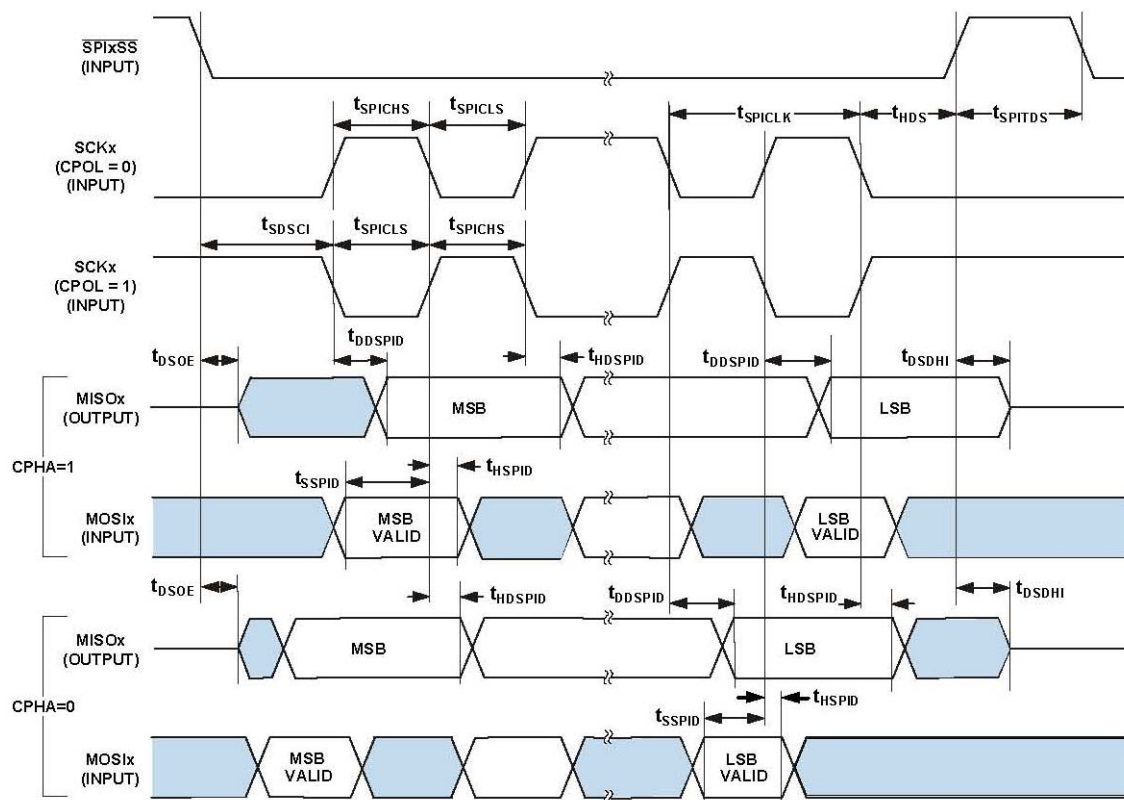 SPIxSS
(INPUT)
tSPICHS tSPICLS tSPICLK tHDS tSPITDS
SCKx
(CPOL = 0)
(INPUT)
tSDSCI tSPICLS tSPICHS
SCKx
(CPOL = 1)
(INPUT)
tDSOE tDDSPID tHDSPID tDDSPID tDSDHI
MISOx
(OUTPUT)
MSB LSB
CPHA=1
tSSPID tHSPID
MOSIx
(INPUT)
MSB
VALID
LSB
VALID
tDSOE tHDSPID tDDSPID tHDSPID tDSDHI
MISOx
(OUTPUT)
MSB LSB
CPHA=0
tSSPID tHSPID
MOSIx
(INPUT)
MSB
VALID
LSB
VALID